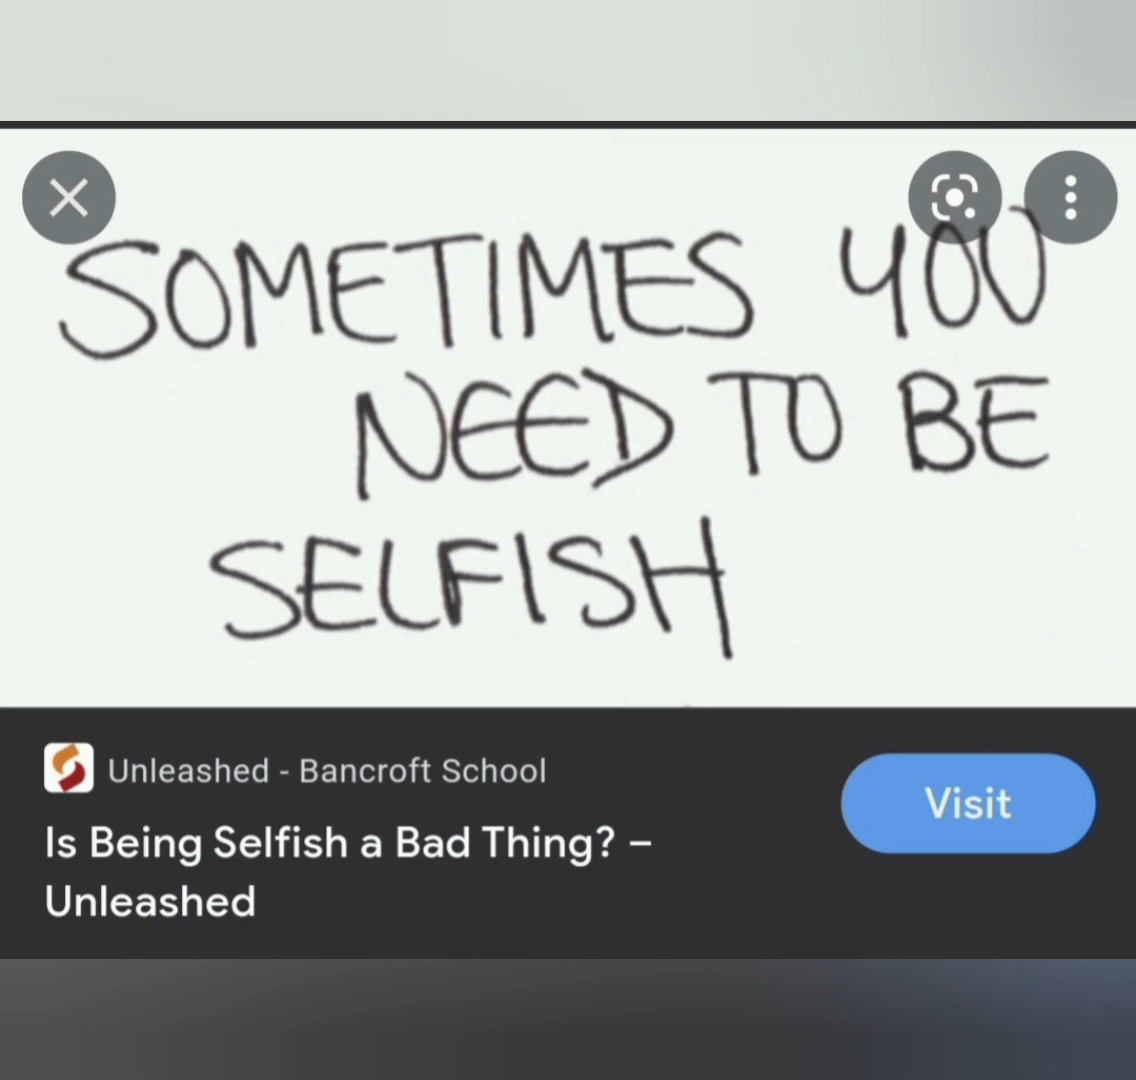 SOMETIMES YOU
NEED TO BE
SELFISH
Unleashed - Bancroft School
Visit
Is Being Selfish a Bad Thing? –
Unleashed